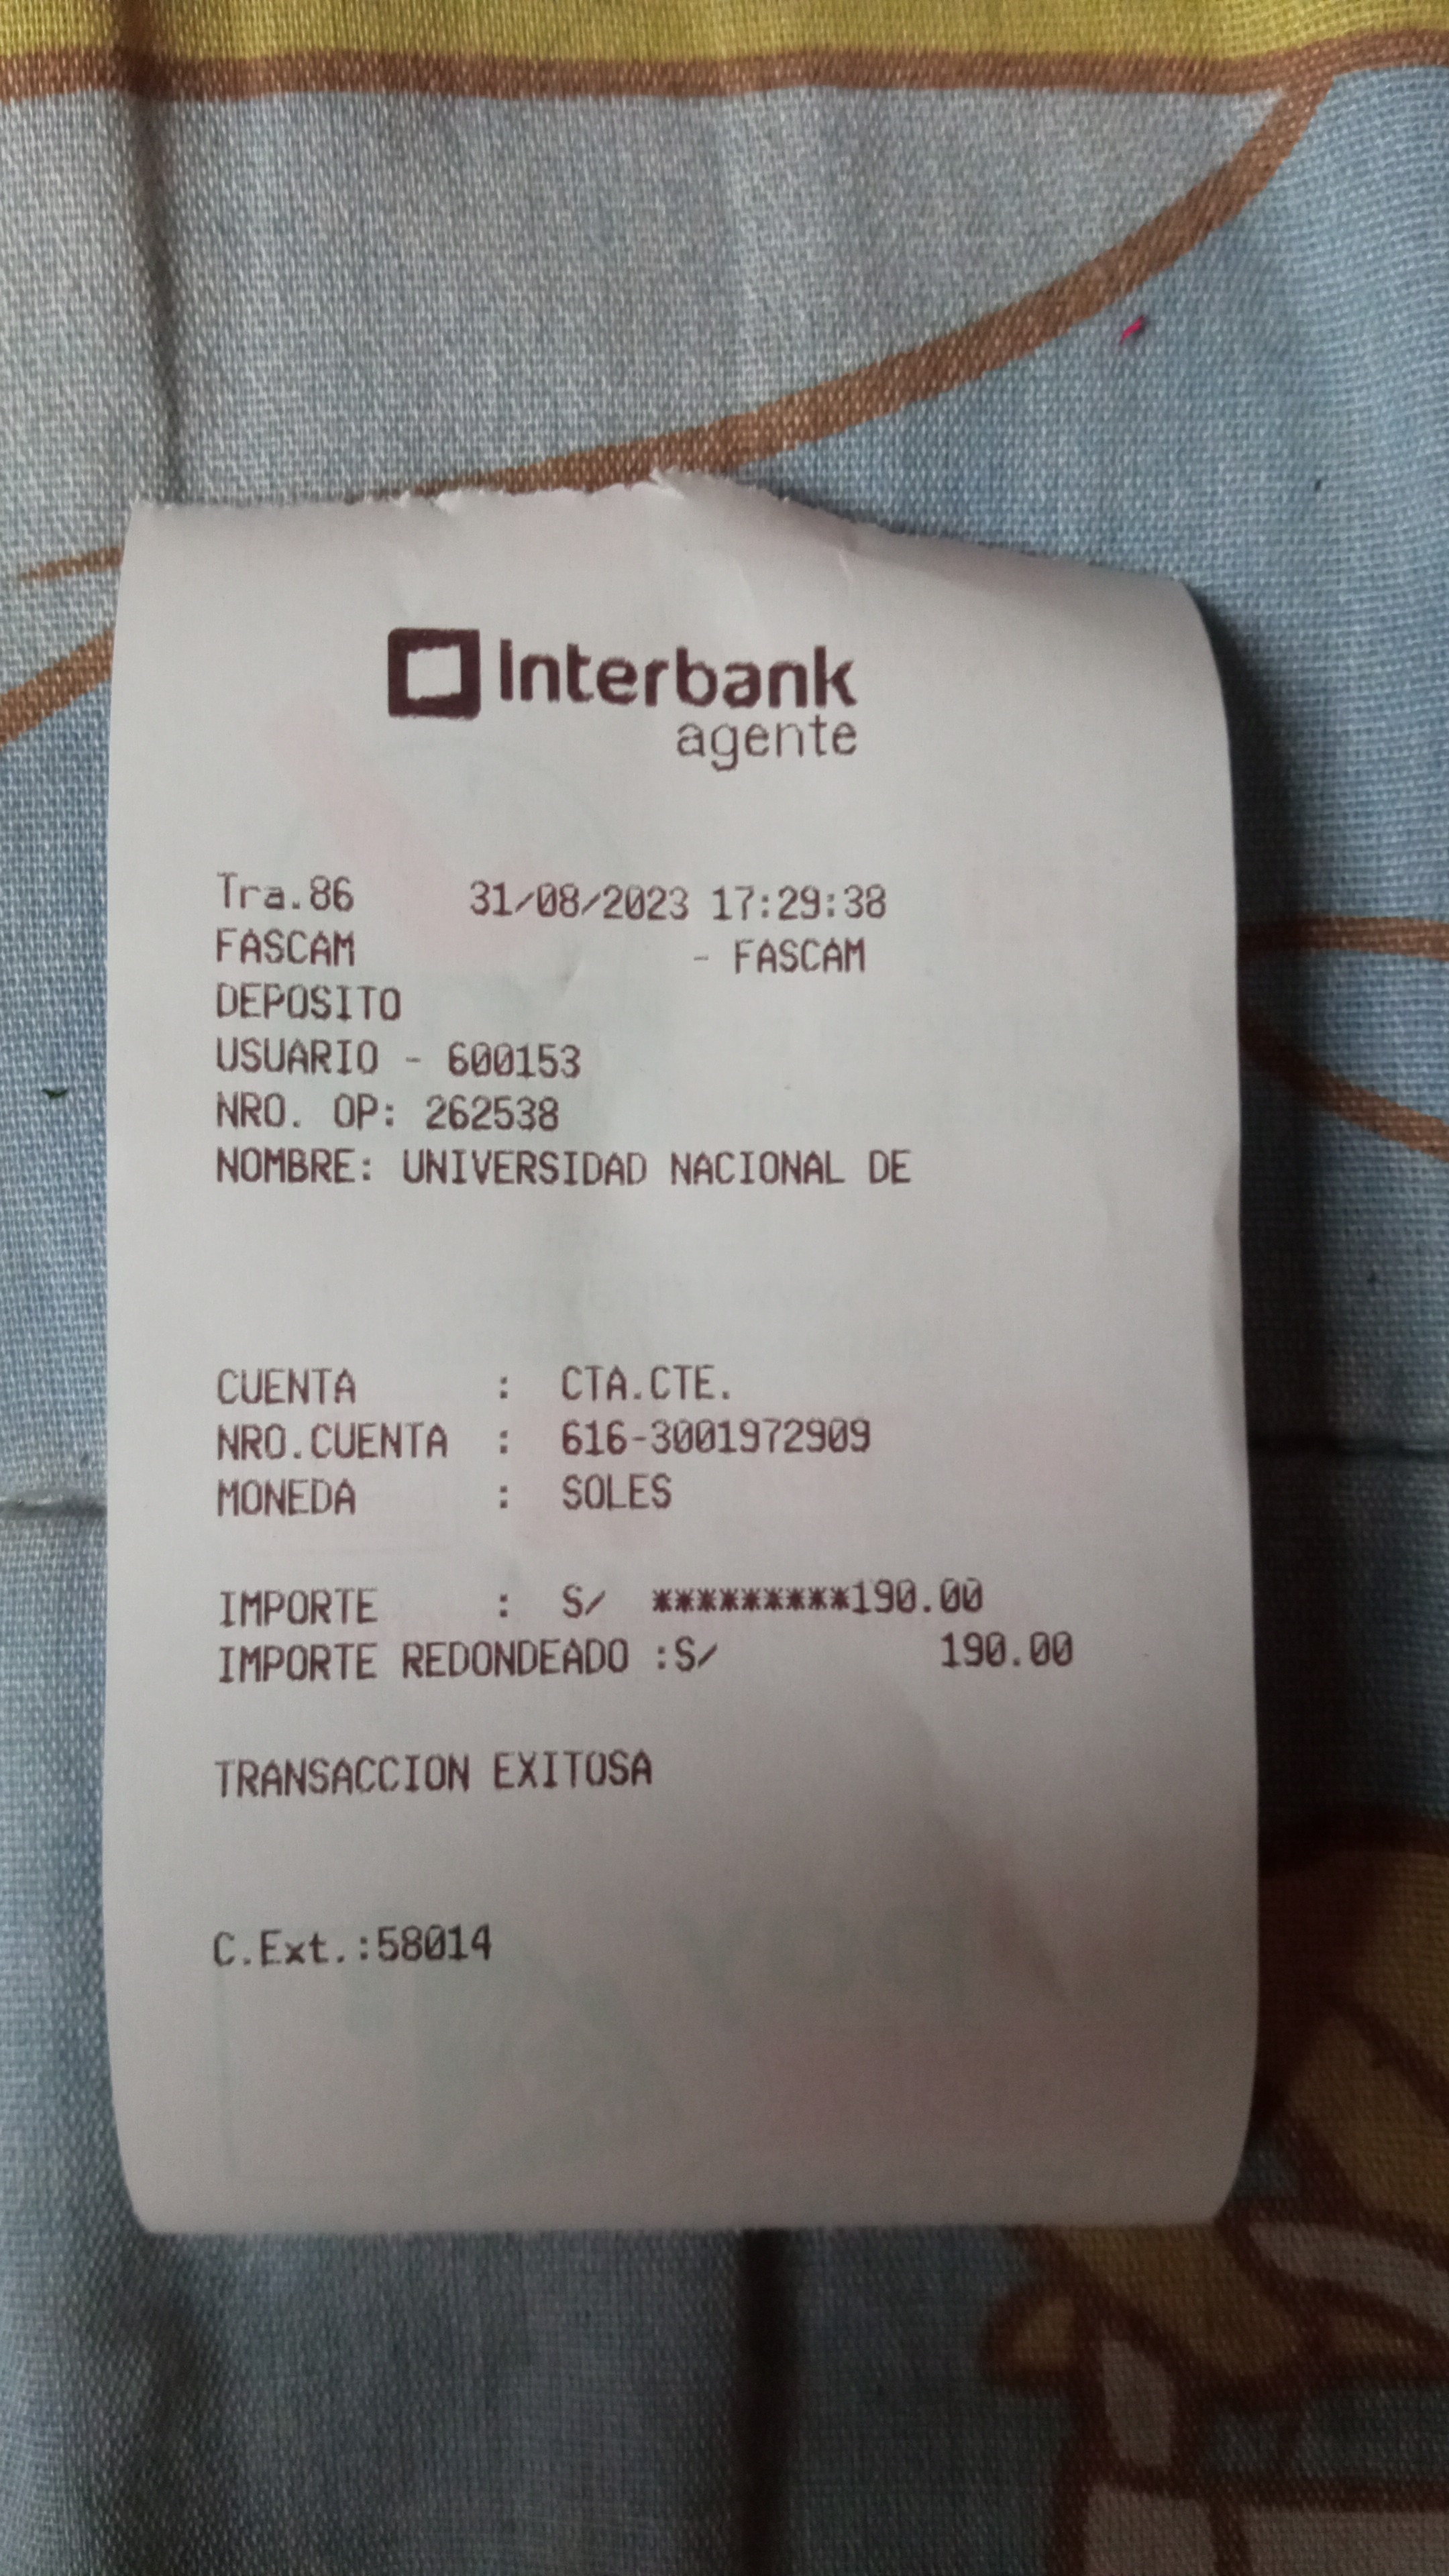 Interbank
agente
Tra.86 31/08/2023 17:29:38
FASCAM - FASCAM
DEPOSITO
USUARIO - 600153
NRO. OP: 262538
NOMBRE: UNIVERSIDAD NACIONAL DE
CUENTA : CTA.CTE.
NRO.CUENTA : 616-3001972909
MONEDA : SOLES
IMPORTE : S/ *********190.00
IMPORTE REDONDEADO :S/ 190.00
TRANSACCION EXITOSA
C.Ext.:58014